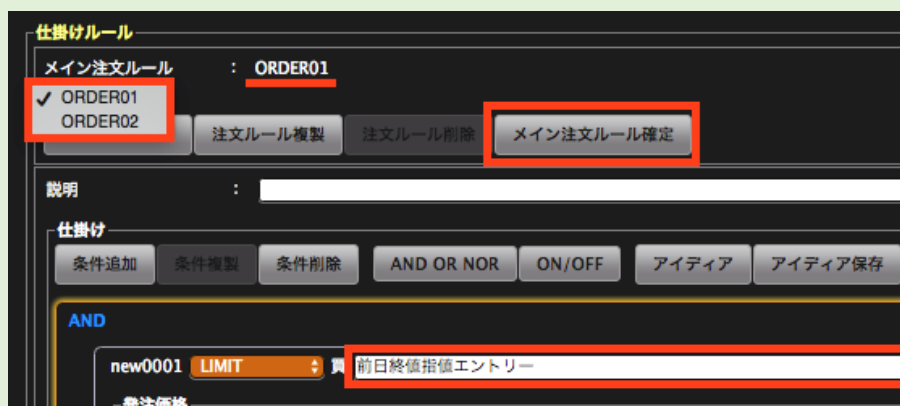 仕掛けルール
メイン注文ルール : ORDER01
✓ ORDER01
ORDER02
注文ルール複製 注文ルール削除 メイン注文ルール確定
説明 :
仕掛け
条件追加 条件複製 条件削除 AND OR NOR ON/OFF アイディア アイディア保存
AND
new0001 LIMIT 買 前日終値指値エントリー
発注価格